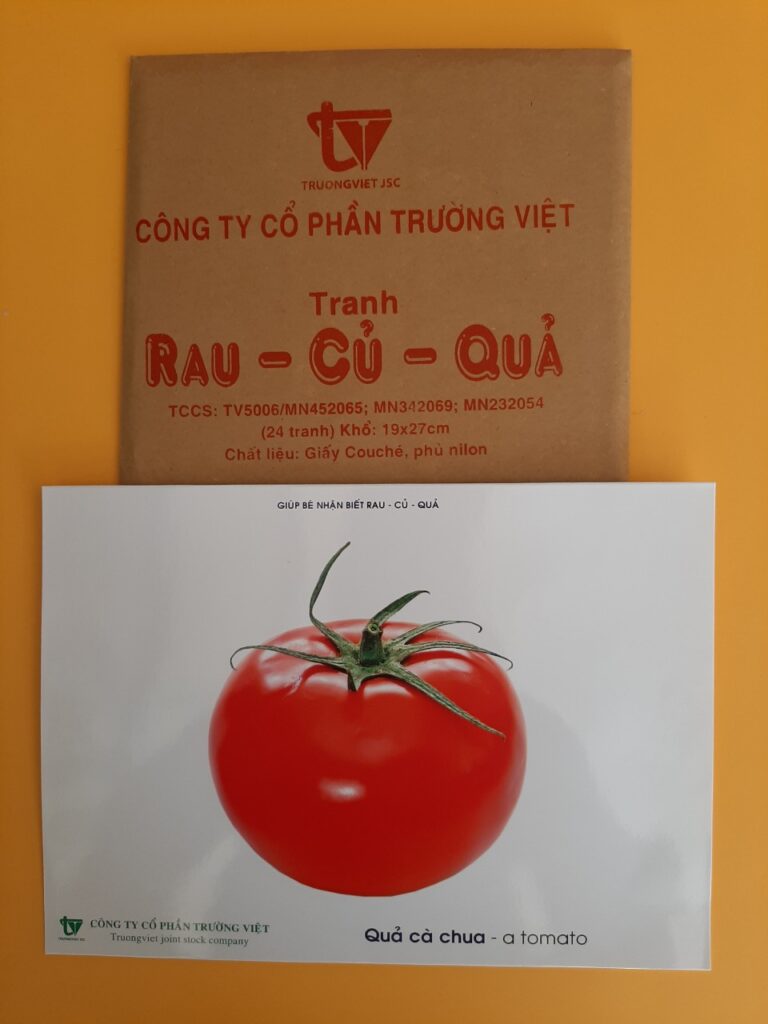 tv
TRUONGVIET JSC
CÔNG TY CỔ PHẦN TRƯỜNG VIỆT
Tranh
RAU - CỦ - QUẢ
TCCS: TV5006/MN452065; MN342069; MN232054
(24 tranh) Khổ: 19x27cm
Chất liệu: Giấy Couché, phủ nilon
GIÚP BÉ NHẬN BIẾT RAU - CỦ - QUẢ
TRUONGVIET JSC
CÔNG TY CỔ PHẦN TRƯỜNG VIỆT
Truongviet joint stock company
Quả cà chua - a tomato